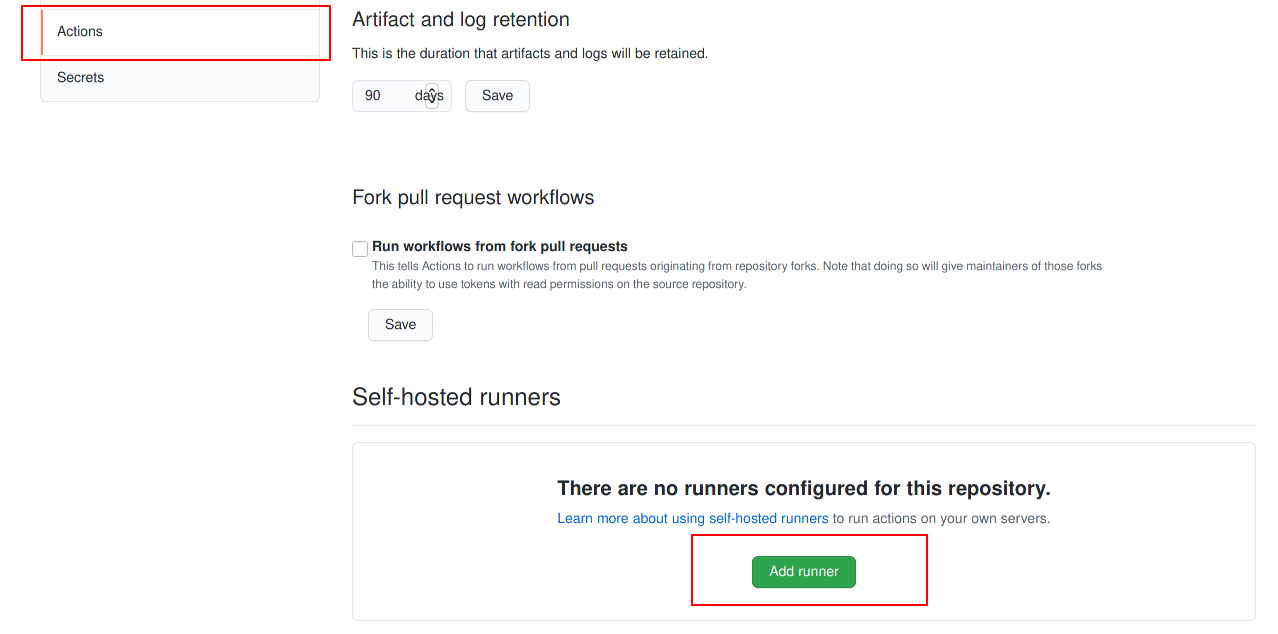 Actions
Secrets
Artifact and log retention
This is the duration that artifacts and logs will be retained.
90 days Save
Fork pull request workflows
Run workflows from fork pull requests
This tells Actions to run workflows from pull requests originating from repository forks. Note that doing so will give maintainers of those forks
the ability to use tokens with read permissions on the source repository.
Save
Self-hosted runners
There are no runners configured for this repository.
Learn more about using self-hosted runners to run actions on your own servers.
Add runner